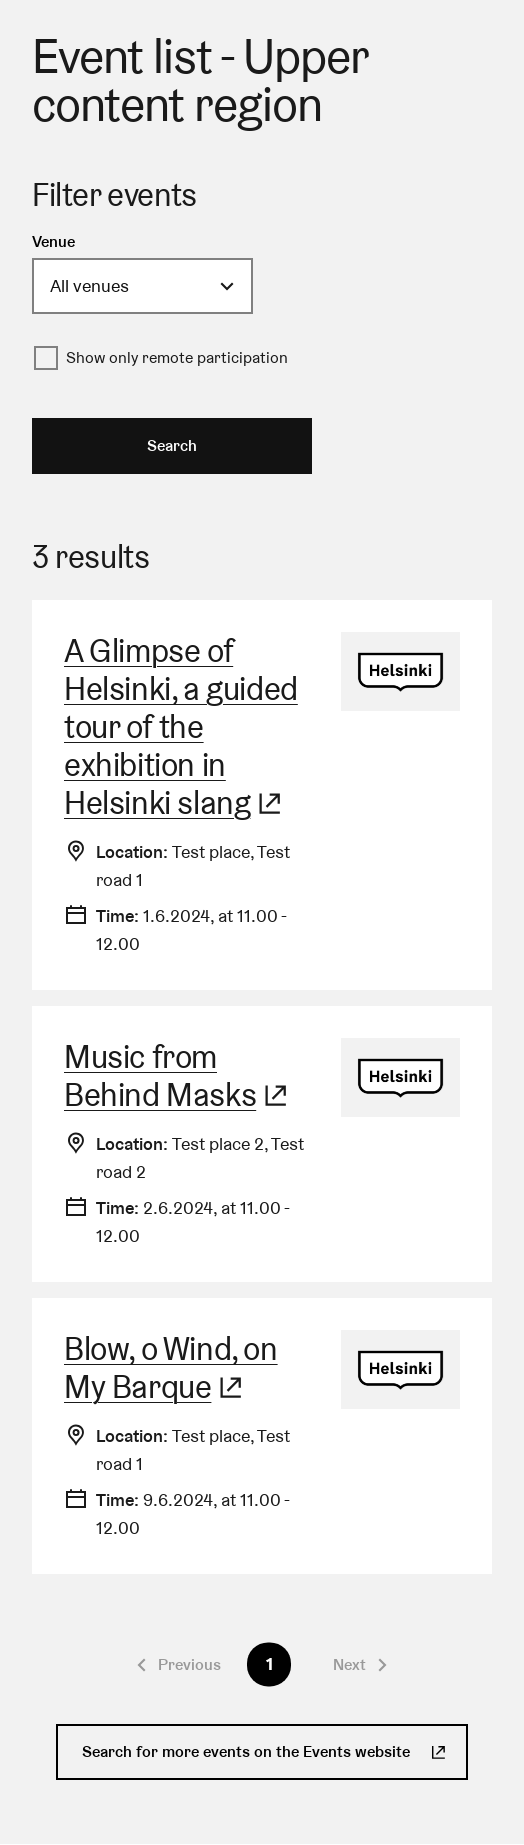 Event list - Upper
content region
Filter events
Venue
All venues
Show only remote participation
Search
3 results
A Glimpse of
Helsinki, a guided
tour of the
exhibition in
Helsinki slang
Helsinki
Location: Test place, Test
road 1
Time: 1.6.2024, at 11.00 -
12.00
Music from
Behind Masks
Helsinki
Location: Test place 2, Test
road 2
Time: 2.6.2024, at 11.00 -
12.00
Blow, o Wind, on
My Barque
Helsinki
Location: Test place, Test
road 1
Time: 9.6.2024, at 11.00 -
12.00
Previous 1 Next
Search for more events on the Events website